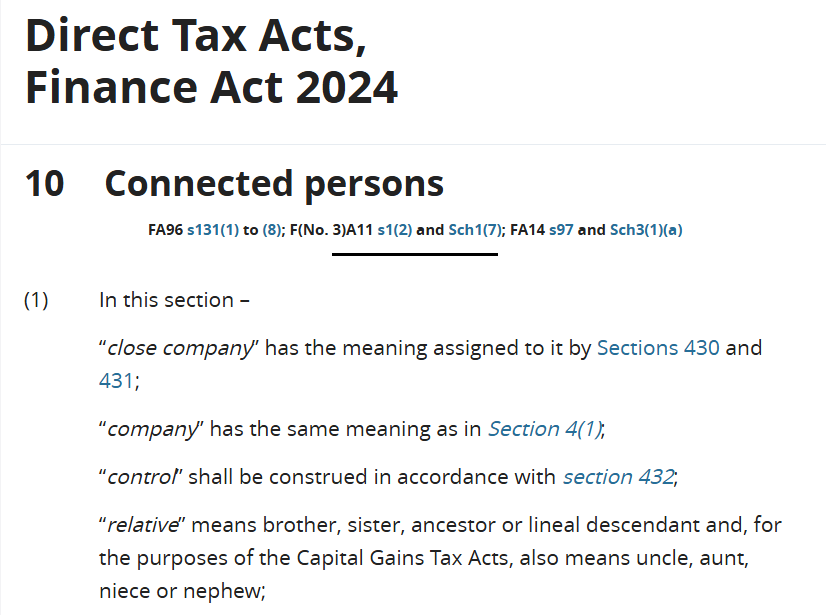 Direct Tax Acts,
Finance Act 2024
10 Connected persons
FA96 s131(1) to (8); F(No. 3)A11 s1(2) and Sch1(7); FA14 s97 and Sch3(1)(a)
(1) In this section –
“close company” has the meaning assigned to it by Sections 430 and
431;
“company” has the same meaning as in Section 4(1);
“control” shall be construed in accordance with section 432;
“relative” means brother, sister, ancestor or lineal descendant and, for
the purposes of the Capital Gains Tax Acts, also means uncle, aunt,
niece or nephew;